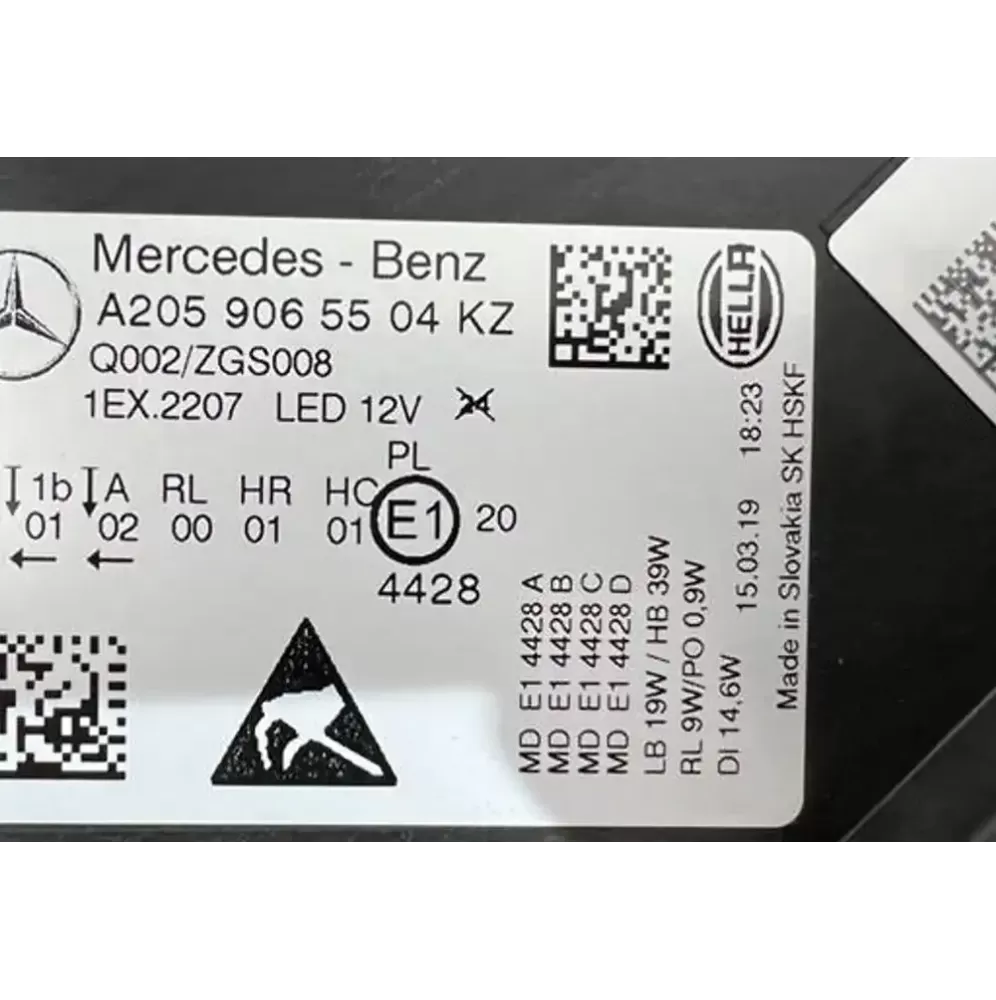 Mercedes - Benz
A205 906 55 04 KZ
Q002/ZGS008
1EX.2207 LED 12V 24
PL
1b A RL HR HC
01 02 00 01 01 E1 20
4428
MD E1 4428 A
MD E1 4428 B
MD E1 4428 C
MD E1 4428 D
LB 19W / HB 39W
RL 9W/PO 0,9W
DI 14,6W 15.03.19 18:23
Made in Slovakia SK HSKF
HELLA